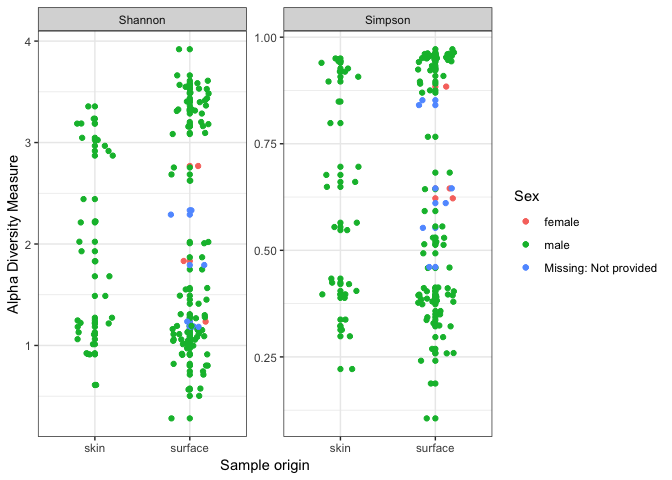 Shannon
Simpson
4
3
2
1
1.00
0.75
0.50
0.25
Alpha Diversity Measure
skin
surface
skin
surface
Sample origin
Sex
female
male
Missing: Not provided